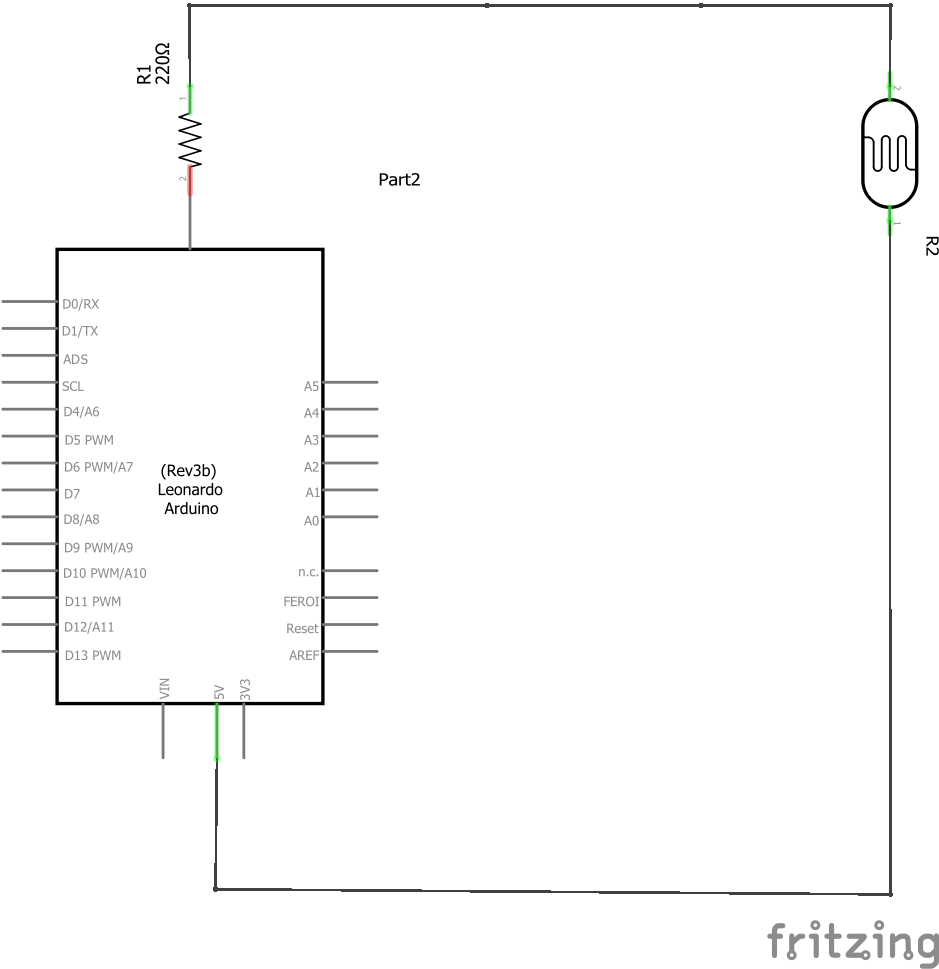 R1
220Ω
1
2
Part2
2
1
R2
D0/RX
D1/TX
ADS
SCL
D4/A6
D5 PWM
D6 PWM/A7
D7
D8/A8
D9 PWM/A9
D10 PWM/A10
D11 PWM
D12/A11
D13 PWM
(Rev3b)
Leonardo
Arduino
A5
A4
A3
A2
A1
A0
n.c.
FEROI
Reset
AREF
VIN
5V
3V3
fritzing